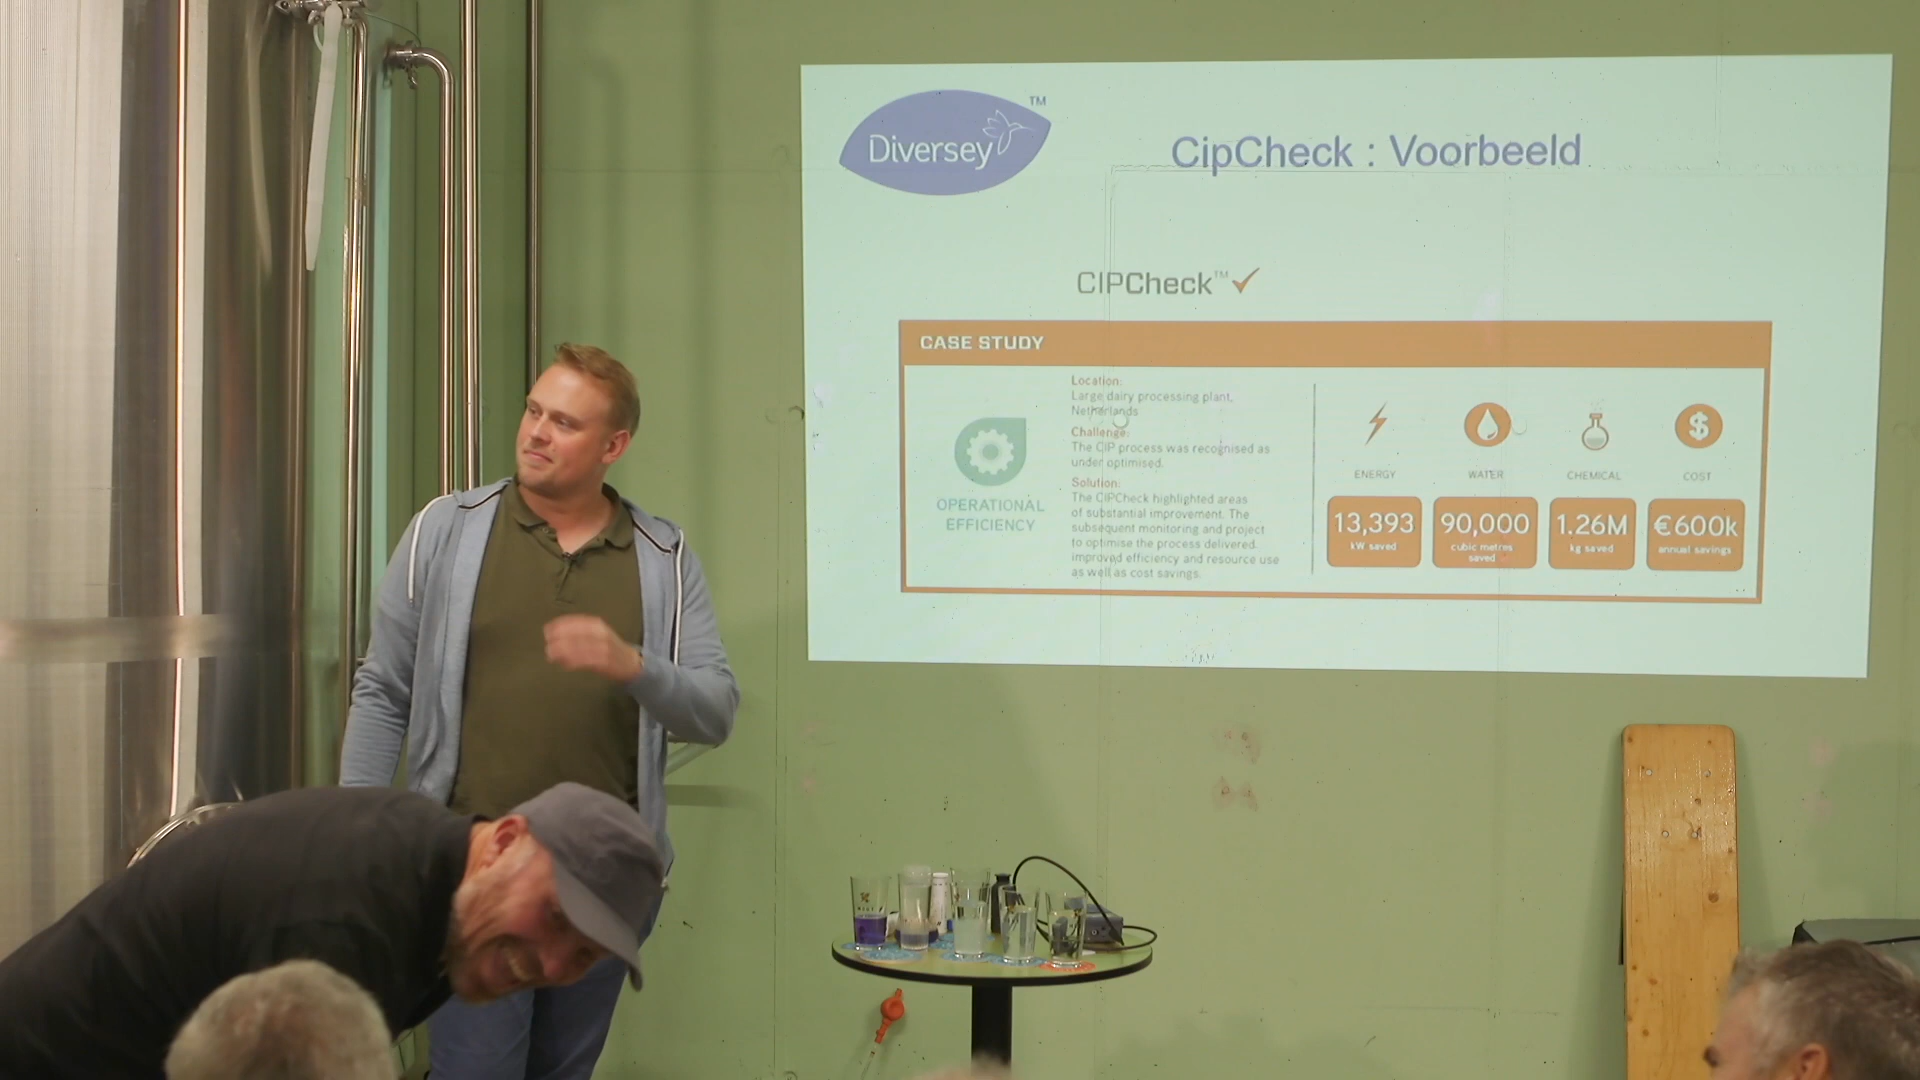 Diversey
TM
CipCheck : Voorbeeld
CIPCheck™
CASE STUDY
OPERATIONAL
EFFICIENCY
Location:
Large dairy processing plant,
Netherlands
Challenge:
The CIP process was recognised as
under optimised.
Solution:
The CIPCheck highlighted areas
of substantial improvement. The
subsequent monitoring and project
to optimise the process delivered
improved efficiency and resource use
as well as cost savings.
ENERGY
13,393
kW saved
WATER
90,000
cubic metres
saved
CHEMICAL
1.26M
kg saved
$
COST
€600k
annual savings